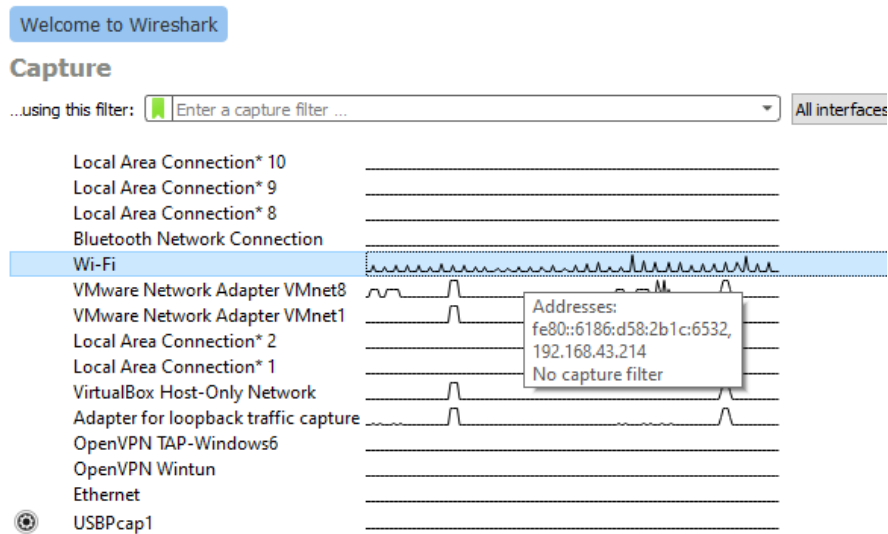 Welcome to Wireshark
Capture
...using this filter: Enter a capture filter ... All interfaces
Local Area Connection* 10
Local Area Connection* 9
Local Area Connection* 8
Bluetooth Network Connection
Wi-Fi
VMware Network Adapter VMnet8
VMware Network Adapter VMnet1
Local Area Connection* 2
Local Area Connection* 1
VirtualBox Host-Only Network
Adapter for loopback traffic capture
OpenVPN TAP-Windows6
OpenVPN Wintun
Ethernet
USBPcap1
Addresses:
fe80::6186:d58:2b1c:6532,
192.168.43.214
No capture filter